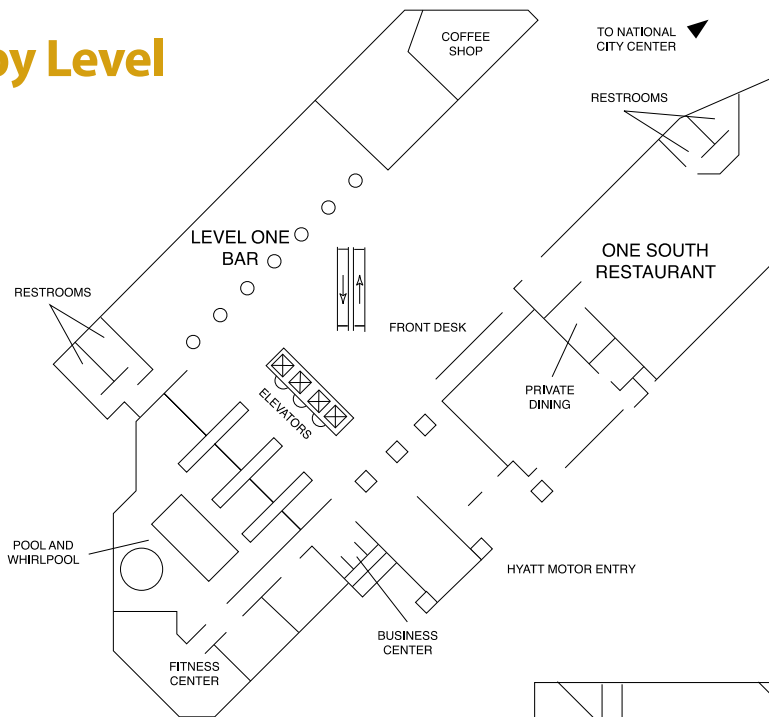 by Level
COFFEE
SHOP
TO NATIONAL
CITY CENTER
RESTROOMS
LEVEL ONE
BAR
ONE SOUTH
RESTAURANT
RESTROOMS
FRONT DESK
ELEVATORS
PRIVATE
DINING
POOL AND
WHIRLPOOL
HYATT MOTOR ENTRY
BUSINESS
CENTER
FITNESS
CENTER